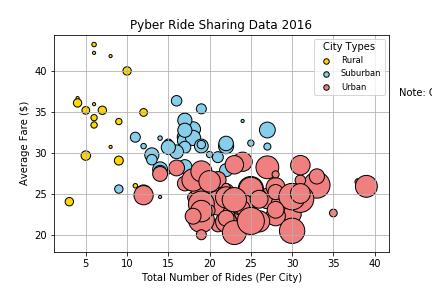 Pyber Ride Sharing Data 2016
City Types
Rural
Suburban
Urban
Note: 
Average Fare ($)
40
35
30
25
20
5
10
15
20
25
30
35
40
Total Number of Rides (Per City)